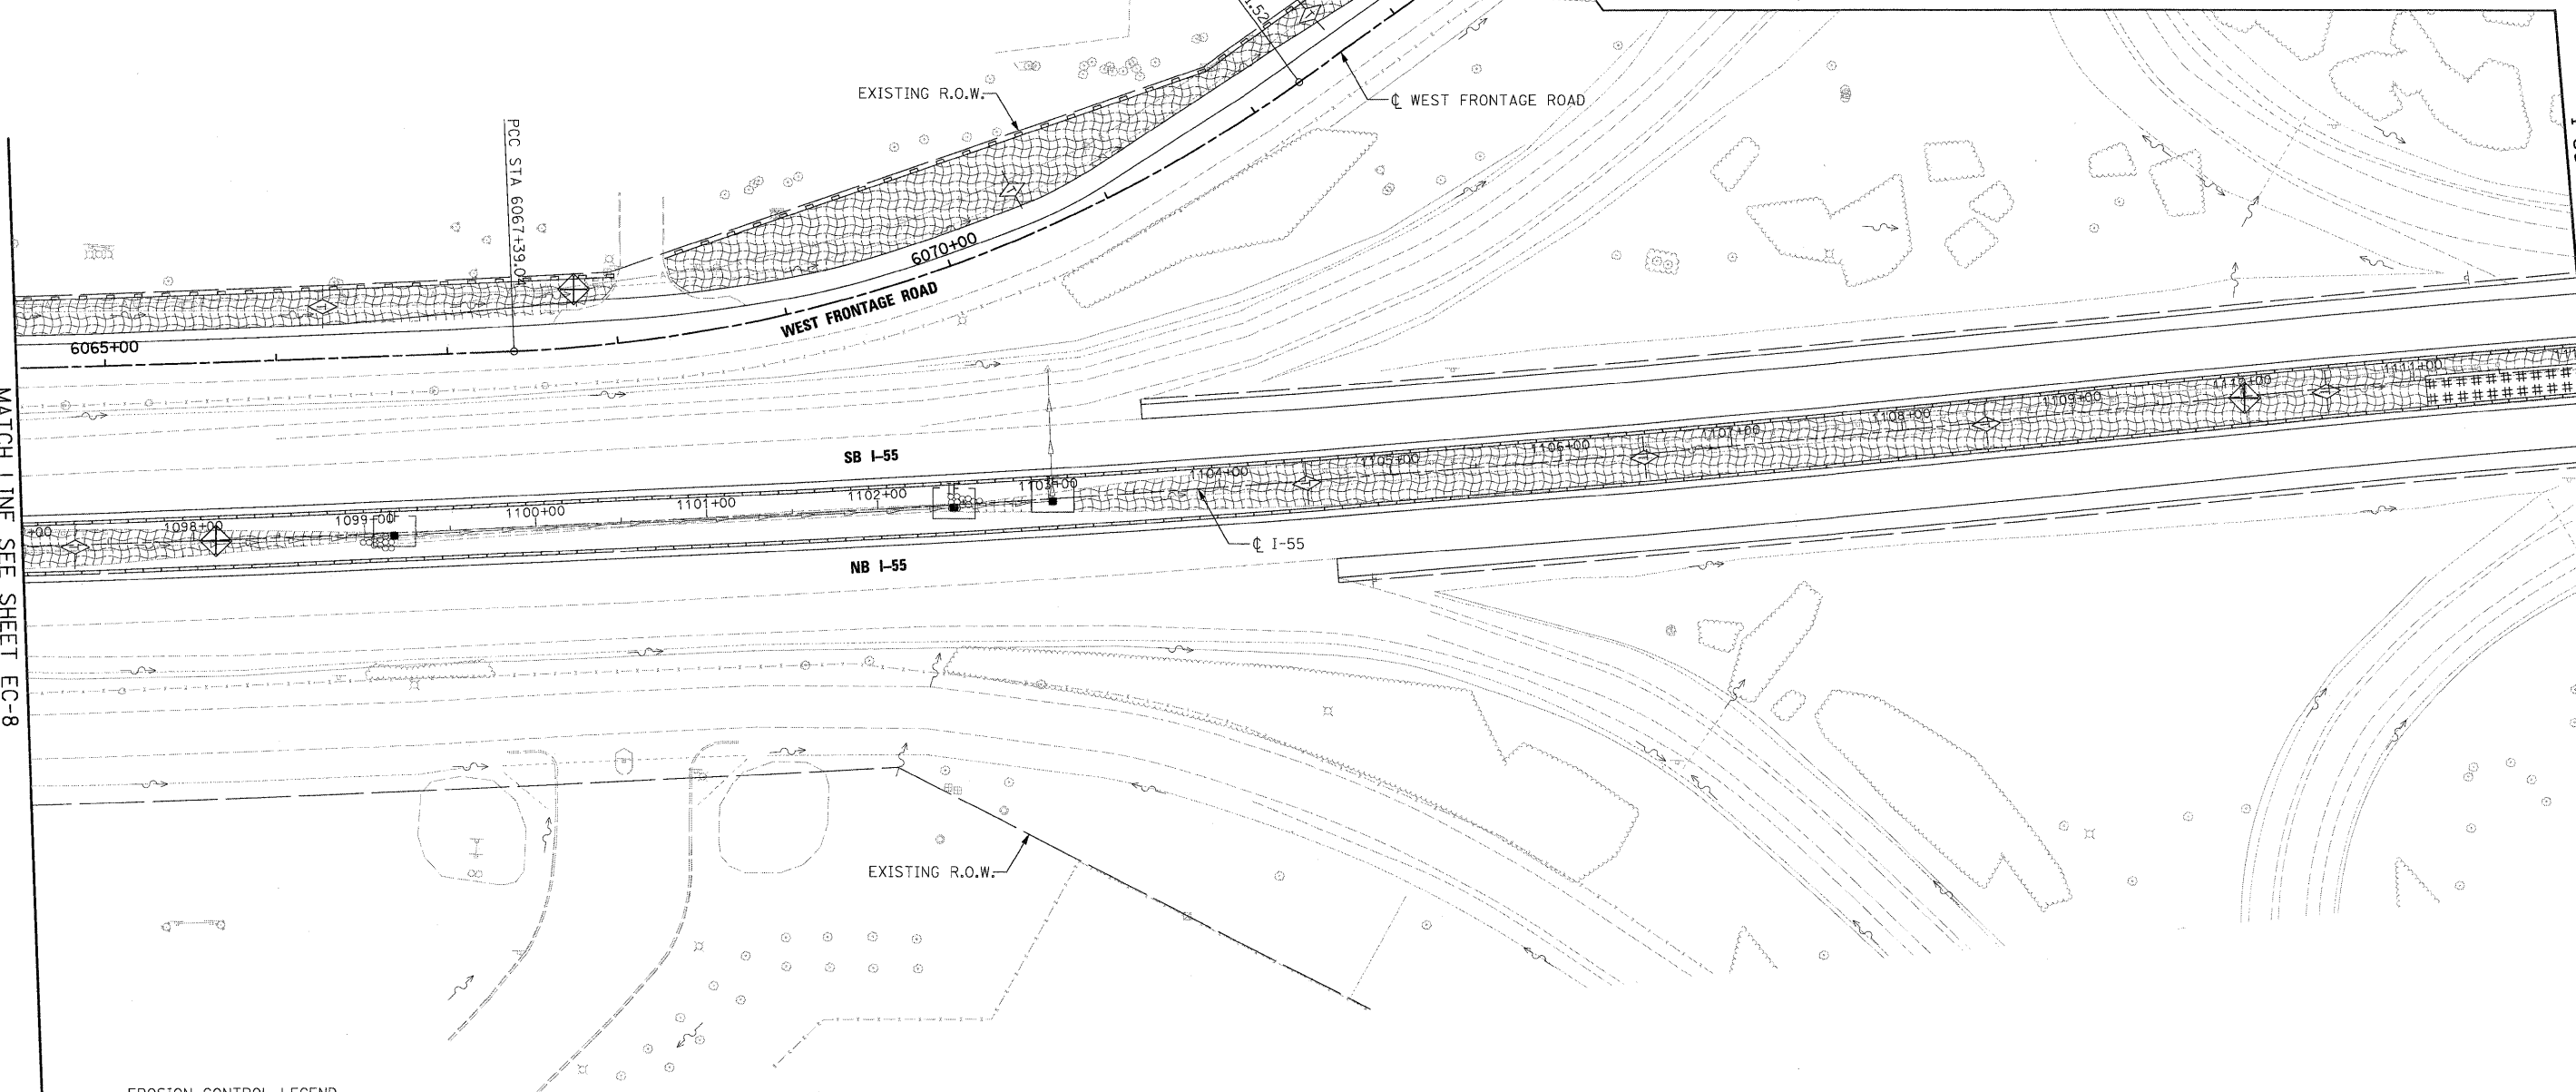 EXISTING R.O.W.
℄ WEST FRONTAGE ROAD
PCC STA 6067+39.04
6070+00
WEST FRONTAGE ROAD
6065+00
MATCH LINE SEE SHEET EC-8
SB I-55
1098+00
1099+00
1100+00
1101+00
1102+00
1103+00
1104+00
1105+00
1106+00
1107+00
1108+00
1109+00
1110+00
1111+00
+00
℄ I-55
NB I-55
EXISTING R.O.W.
EROSION CONTROL LEGEND